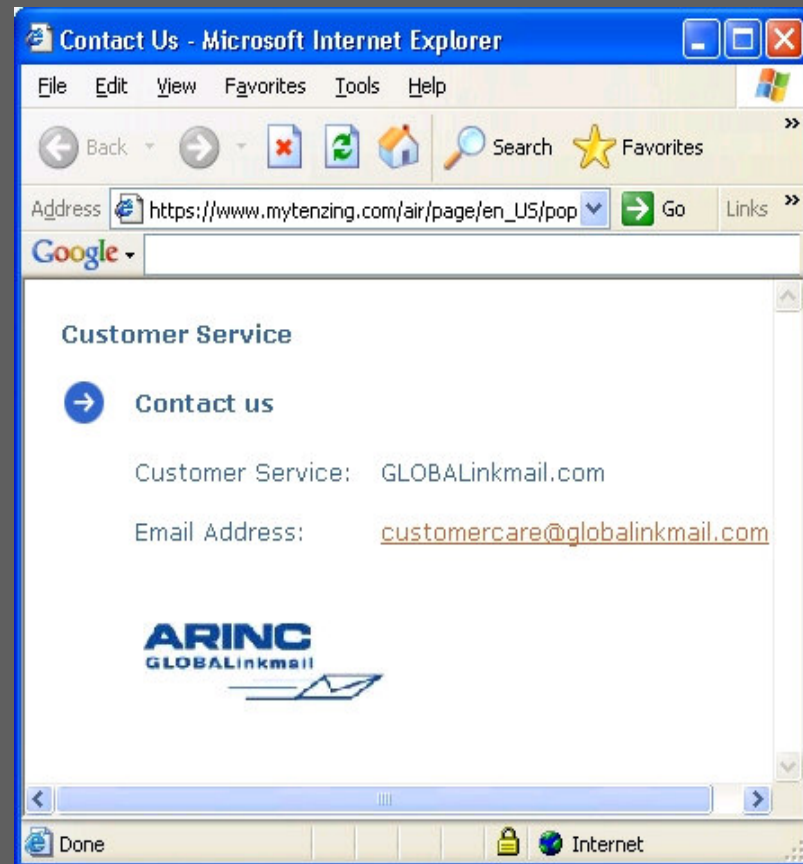 Contact Us - Microsoft Internet Explorer
File Edit View Favorites Tools Help
Back Search Favorites »
Address https://www.mytenzing.com/air/page/en_US/pop Go Links »
Google
Customer Service
Contact us
Customer Service: GLOBALinkmail.com
Email Address: customercare@globalinkmail.com
ARINC
GLOBALinkmail
Done Internet